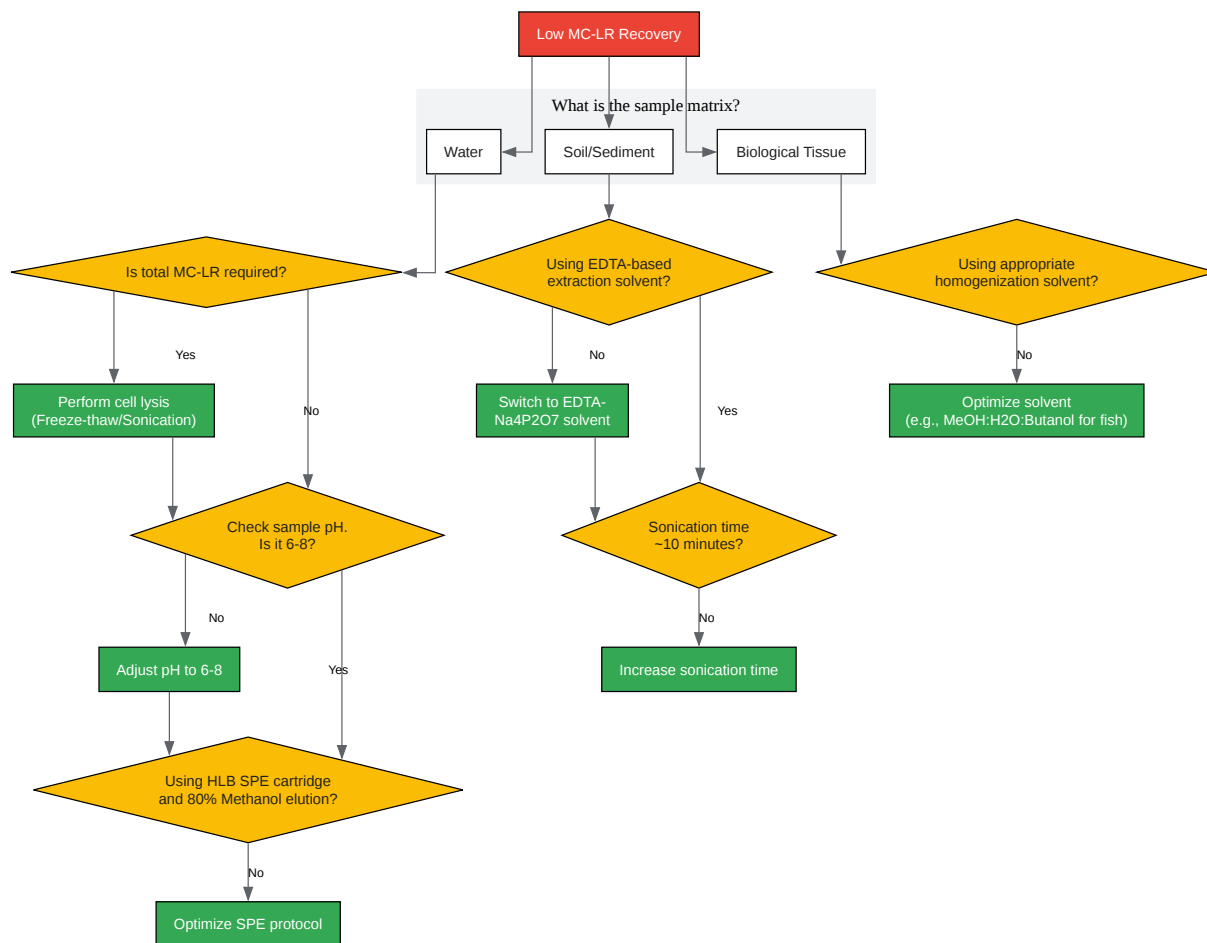 Low MC-LR Recovery
What is the sample matrix?
Water
Soil/Sediment
Biological Tissue
Is total MC-LR required?
Using EDTA-based
extraction solvent?
Using appropriate
homogenization solvent?
Yes
No
No
No
Yes
Perform cell lysis
(Freeze-thaw/Sonication)
Switch to EDTA-
Na4P2O7 solvent
Optimize solvent
(e.g., MeOH:H2O:Butanol for fish)
Check sample pH.
Is it 6-8?
Sonication time
~10 minutes?
No
Yes
No
Adjust pH to 6-8
Increase sonication time
Using HLB SPE cartridge
and 80% Methanol elution?
No
Optimize SPE protocol